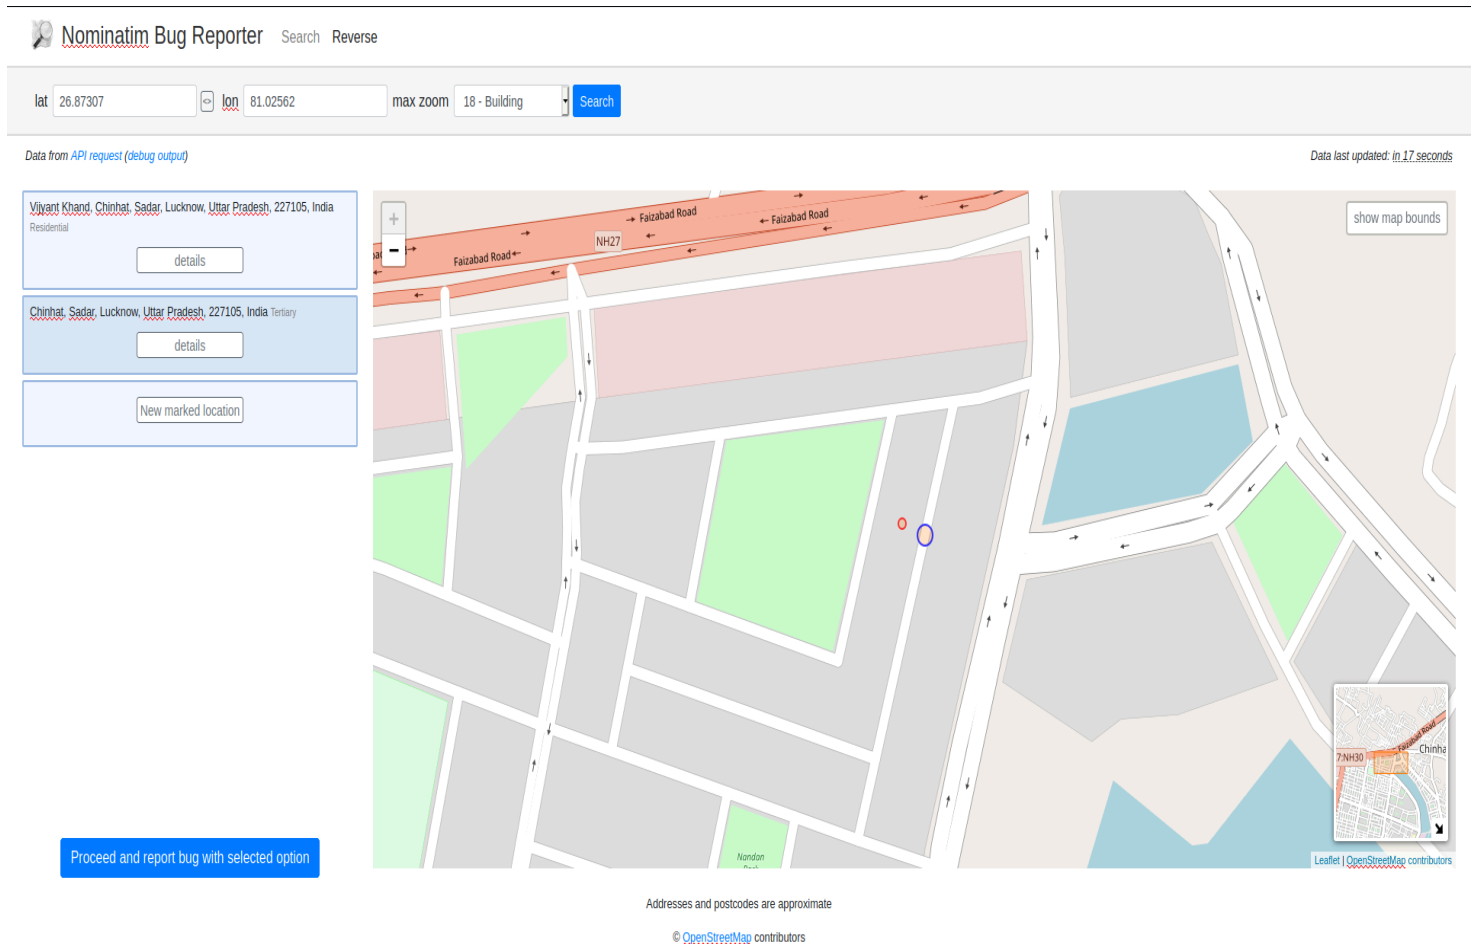 Nominatim Bug Reporter Search Reverse
lat 26.87307 <> lon 81.02562 max zoom 18 - Building Search
Data from API request (debug output)
Data last updated: in 17 seconds
Vijyant Khand, Chinhat, Sadar, Lucknow, Uttar Pradesh, 227105, India
Residential
details
Chinhat, Sadar, Lucknow, Uttar Pradesh, 227105, India Tertiary
details
New marked location
Proceed and report bug with selected option
+
−
show map bounds
Faizabad Road
Faizabad Road
NH27
Faizabad Road
Nandan
7:NH30
Faizabad Road
Chinha
Leaflet | OpenStreetMap contributors
Addresses and postcodes are approximate
© OpenStreetMap contributors